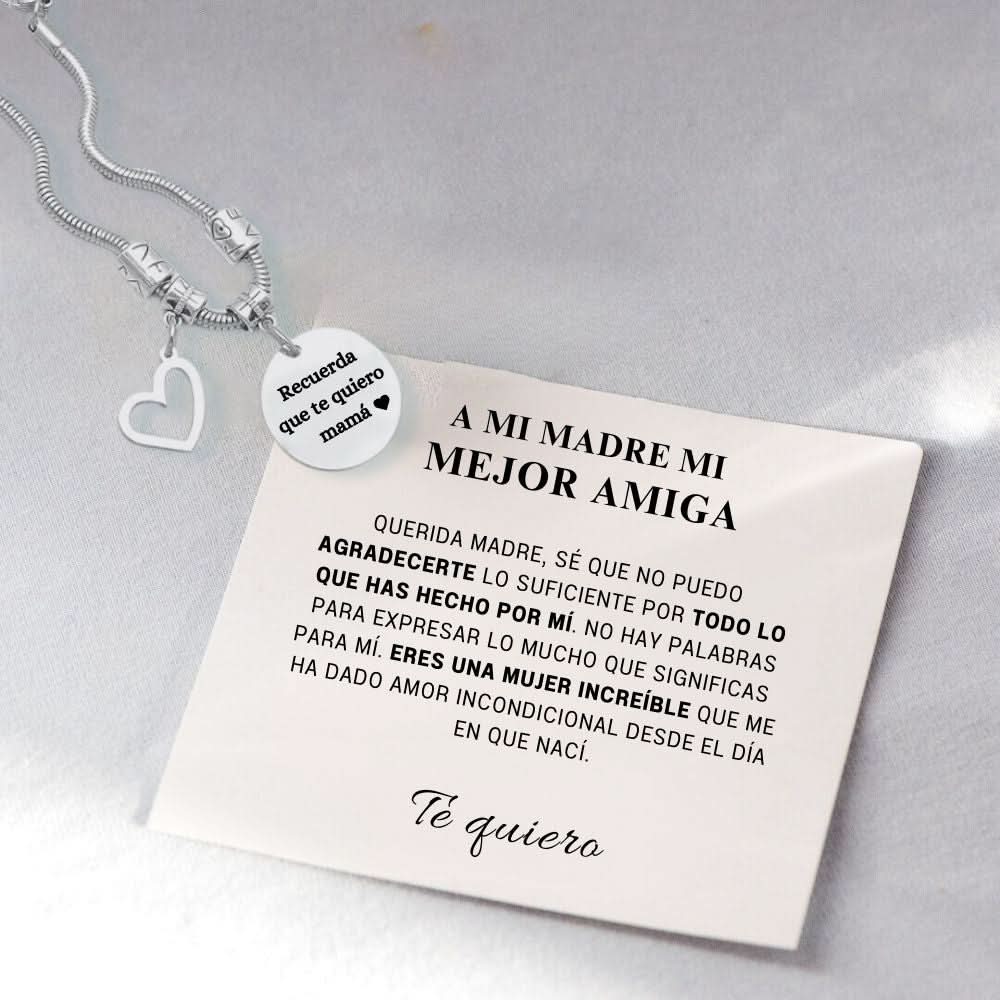 Recuerda
que te quiero
mamá ♥
A MI MADRE MI
MEJOR AMIGA
QUERIDA MADRE, SÉ QUE NO PUEDO
AGRADECERTE LO SUFICIENTE POR TODO LO
QUE HAS HECHO POR MÍ. NO HAY PALABRAS
PARA EXPRESAR LO MUCHO QUE SIGNIFICAS
PARA MÍ. ERES UNA MUJER INCREÍBLE QUE ME
HA DADO AMOR INCONDICIONAL DESDE EL DÍA
EN QUE NACÍ.
Te quiero